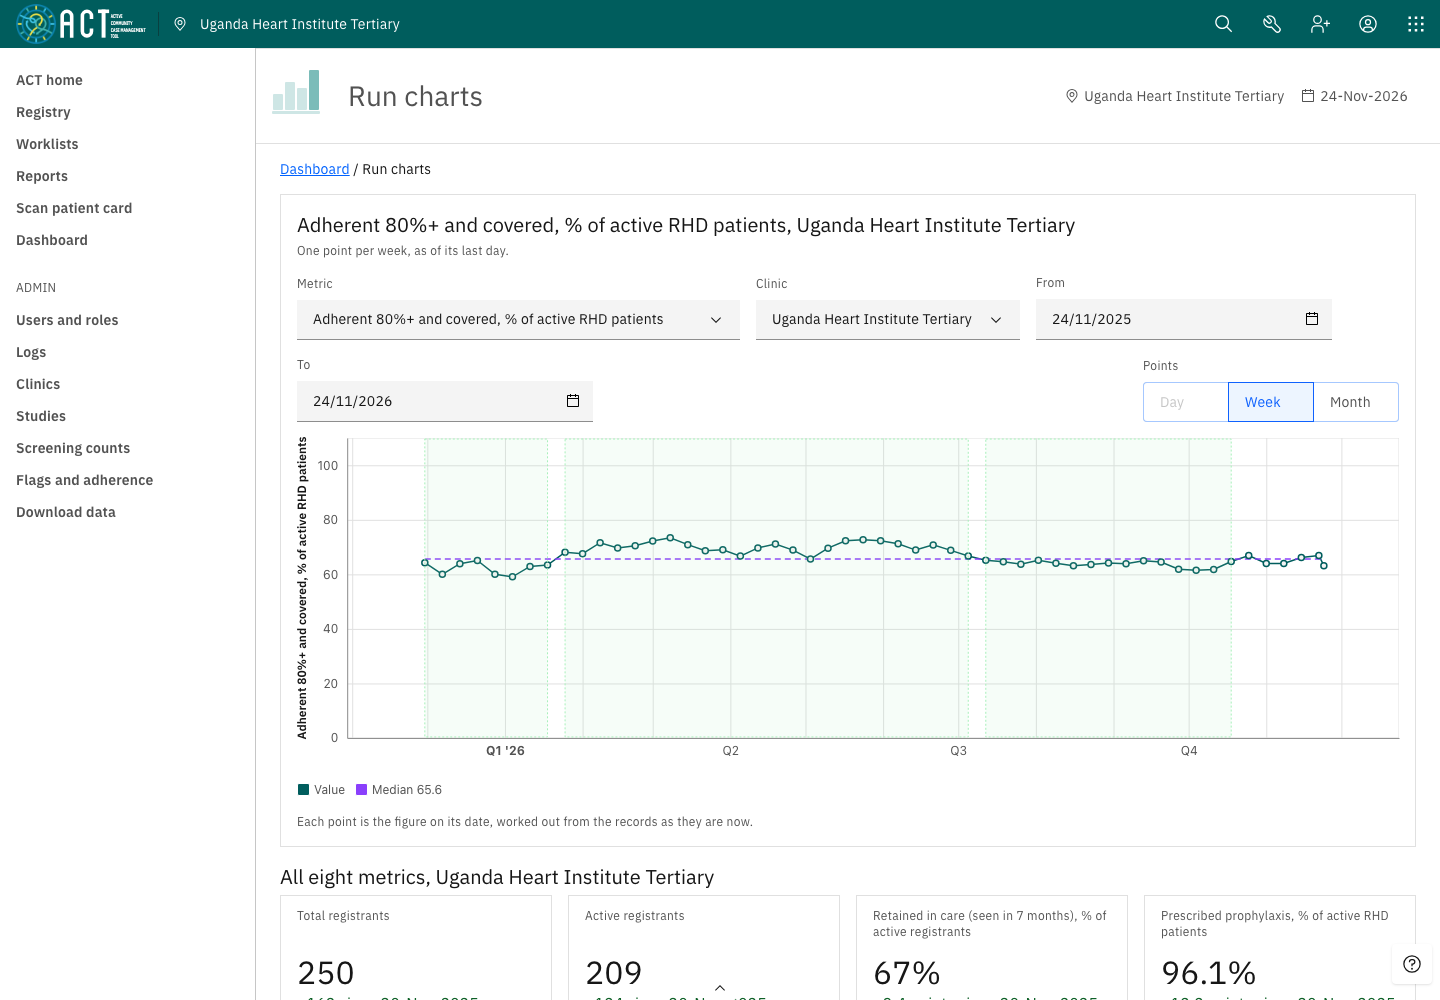 ACT
ACTIVE
COMMUNITY
CASE MANAGEMENT
TOOL
Uganda Heart Institute Tertiary
ACT home
Registry
Worklists
Reports
Scan patient card
Dashboard
ADMIN
Users and roles
Logs
Clinics
Studies
Screening counts
Flags and adherence
Download data
Run charts
Uganda Heart Institute Tertiary
24-Nov-2026
Dashboard / Run charts
Adherent 80%+ and covered, % of active RHD patients, Uganda Heart Institute Tertiary
One point per week, as of its last day.
Metric
Adherent 80%+ and covered, % of active RHD patients
Clinic
Uganda Heart Institute Tertiary
From
24/11/2025
To
24/11/2026
Points
Day
Week
Month
Adherent 80%+ and covered, % of active RHD patients
100
80
60
40
20
0
Q1 '26
Q2
Q3
Q4
Value
Median 65.6
Each point is the figure on its date, worked out from the records as they are now.
All eight metrics, Uganda Heart Institute Tertiary
Total registrants
250
Active registrants
209
Retained in care (seen in 7 months), % of
active registrants
67%
Prescribed prophylaxis, % of active RHD
patients
96.1%